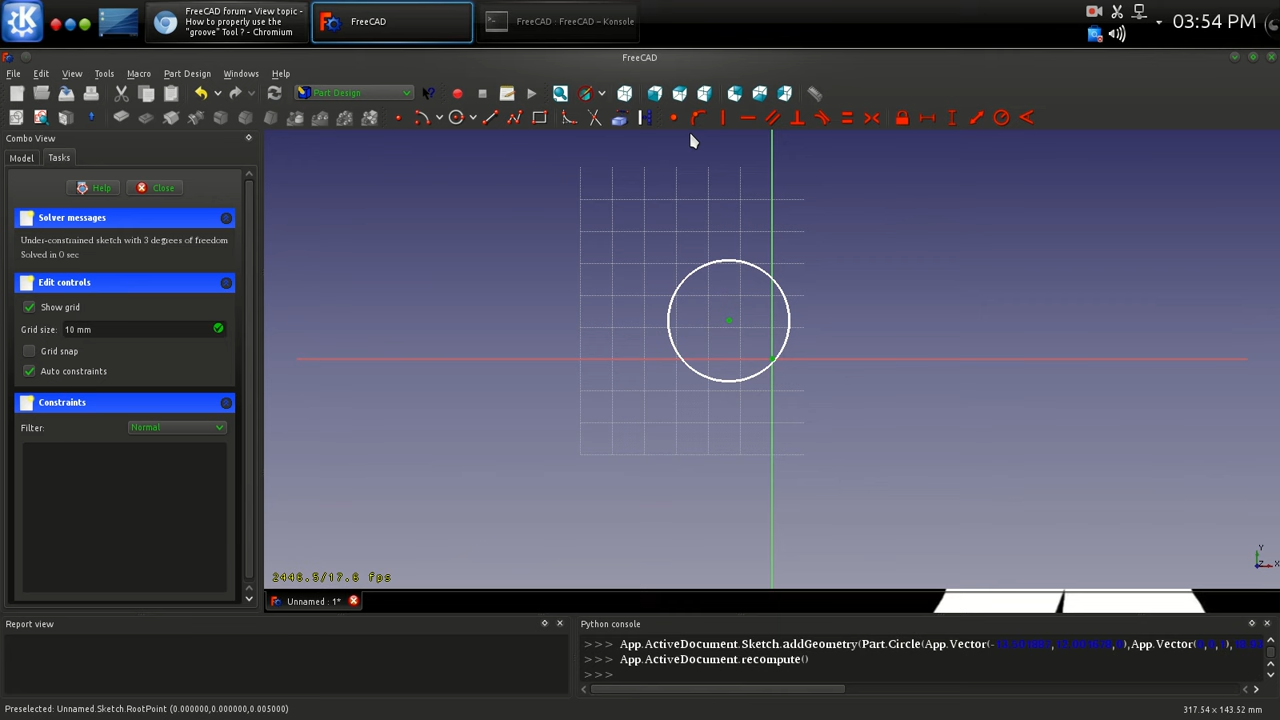 FreeCAD forum • View topic -
How to properly use the
"groove" Tool ? - Chromium
FreeCAD
FreeCAD : FreeCAD – Konsole
03:54 PM
FreeCAD
File Edit View Tools Macro Part Design Windows Help
Part Design
Combo View
Model Tasks
Help Close
Solver messages
Under-constrained sketch with 3 degrees of freedom
Solved in 0 sec
Edit controls
Show grid
Grid size: 10 mm
Grid snap
Auto constraints
Constraints
Filter: Normal
2446.5/17.6 fps
Y
X
Unnamed : 1*
Report view
Python console
>>> App.ActiveDocument.Sketch.addGeometry(Part.Circle(App.Vector(
>>> App.ActiveDocument.recompute()
>>>
Preselected: Unnamed.Sketch.RootPoint (0.000000,0.000000,0.005000)
317.54 x 143.52 mm